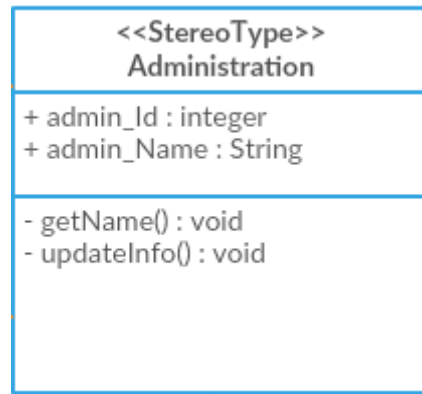 <<StereoType>>
Administration
+ admin_Id : integer
+ admin_Name : String
- getName() : void
- updateInfo() : void